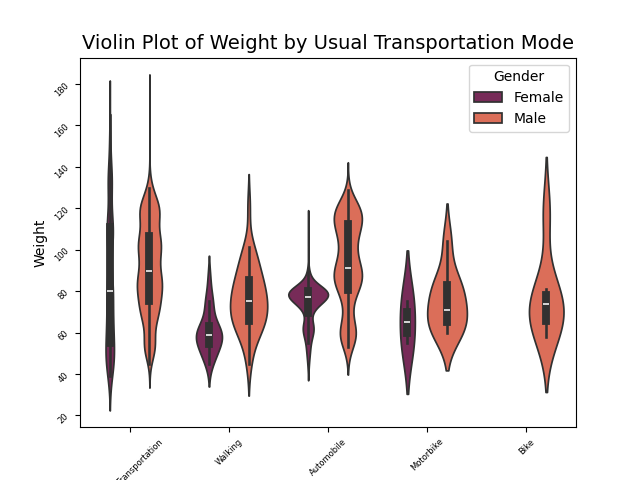 Violin Plot of Weight by Usual Transportation Mode
Gender
Female
Male
Weight
180
160
140
120
100
80
60
40
20
Transportation
Walking
Automobile
Motorbike
Bike